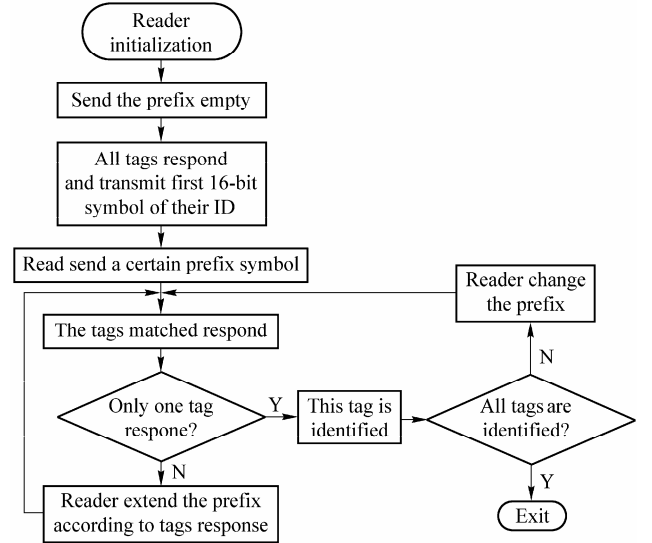 Reader
initialization
Send the prefix empty
All tags respond
and transmit first 16-bit
symbol of their ID
Read send a certain prefix symbol
Reader change
the prefix
The tags matched respond
N
Only one tag
respone?
Y
This tag is
identified
All tags are
identified?
N
Y
Reader extend the prefix
according to tags response
Exit